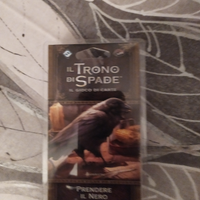 IL TRONO
DI SPADE
IL GIOCO DI CARTE
PRENDERE
IL NERO